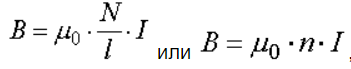 B = μ₀ · N/l · I или B = μ₀ · n · I ,